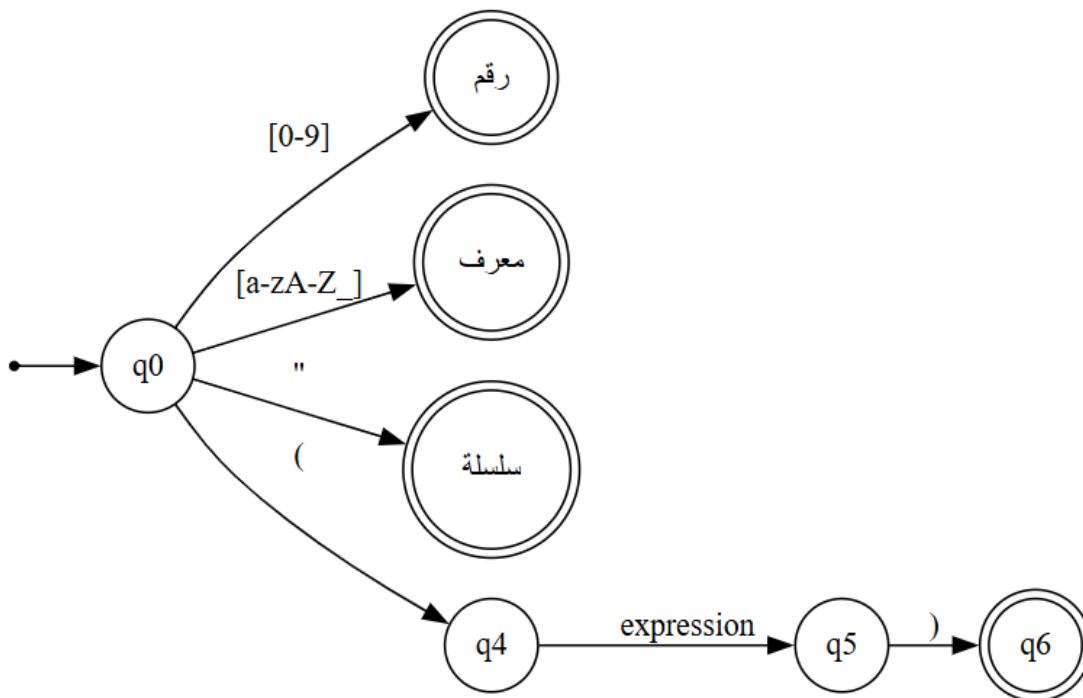 رقم
[0-9]
معرف
[a-zA-Z_]
q0
"
(
سلسلة
q4
expression
q5
)
q6